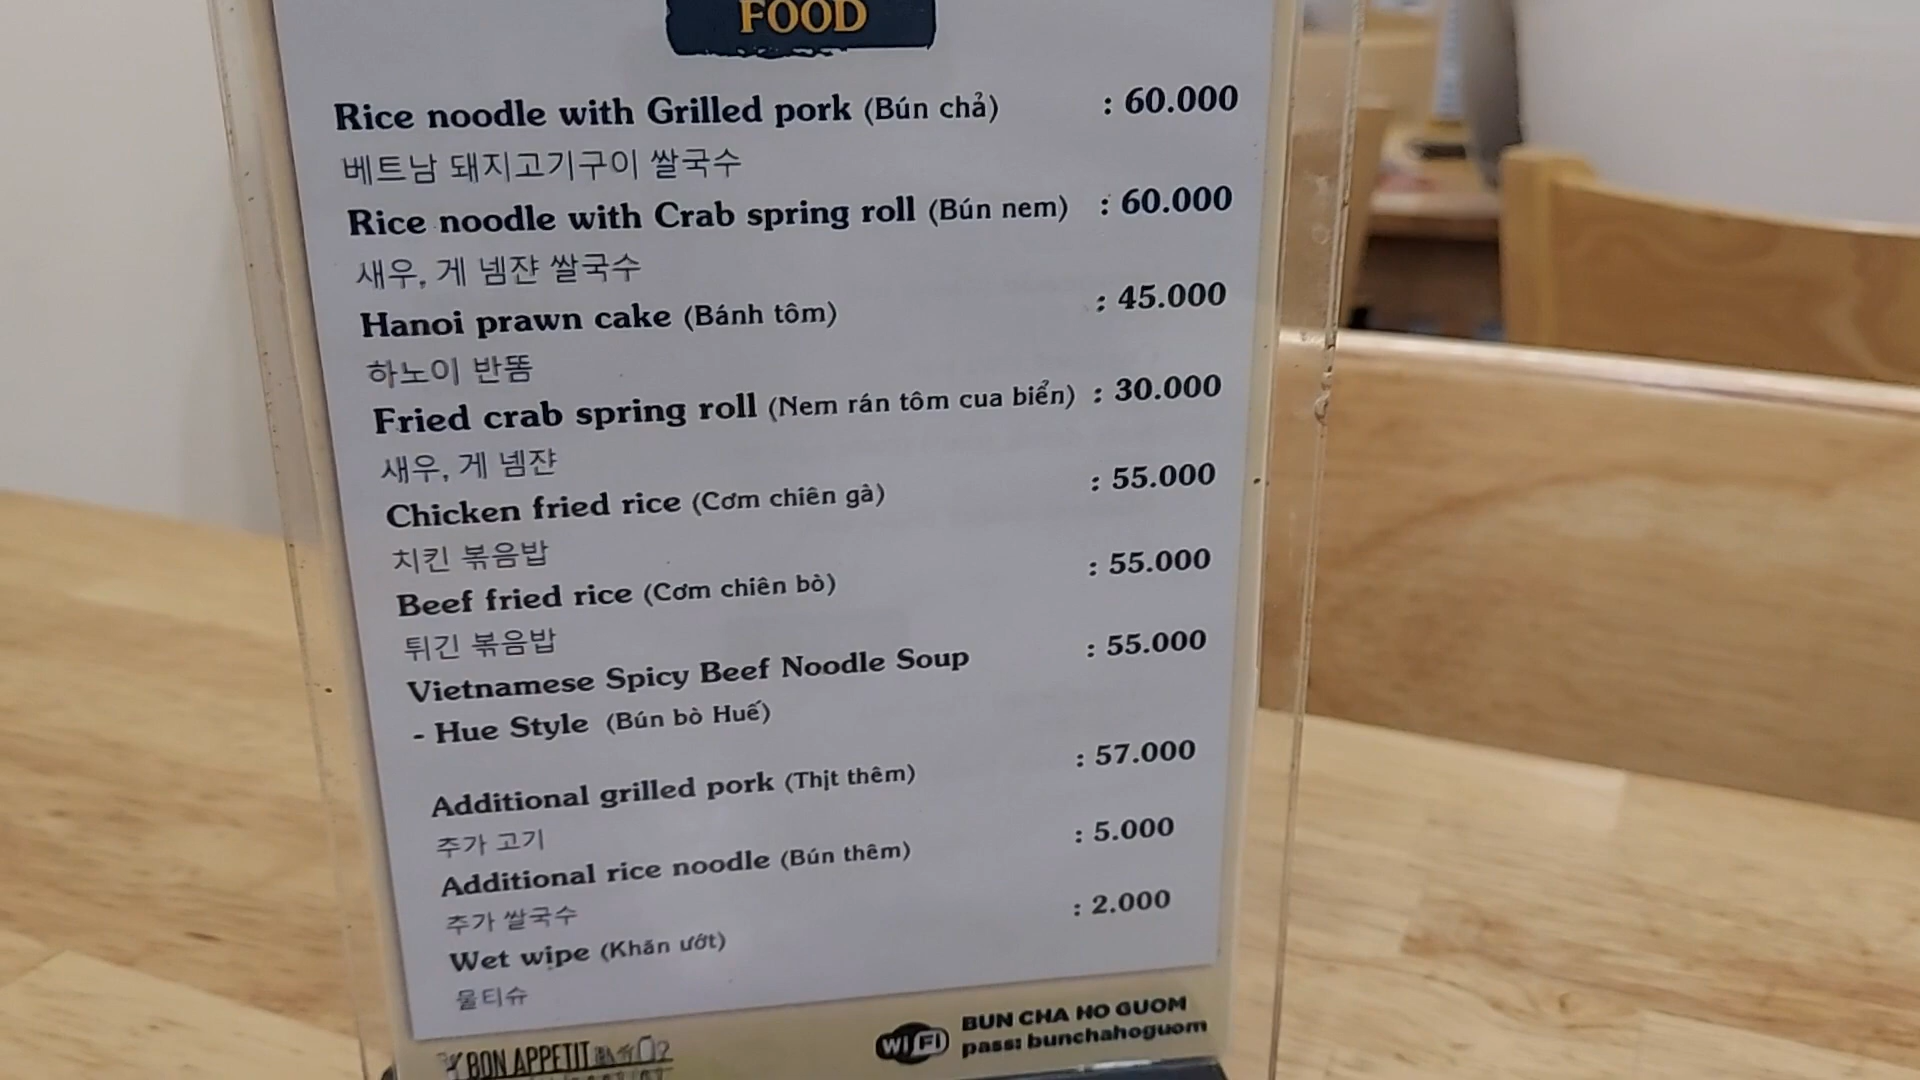 FOOD
Rice noodle with Grilled pork (Bún chả) : 60.000
베트남 돼지고기구이 쌀국수
Rice noodle with Crab spring roll (Bún nem) : 60.000
새우, 게 넴쟌 쌀국수
Hanoi prawn cake (Bánh tôm) : 45.000
하노이 반똠
Fried crab spring roll (Nem rán tôm cua biển) : 30.000
새우, 게 넴쟌
Chicken fried rice (Cơm chiên gà) : 55.000
치킨 볶음밥
Beef fried rice (Cơm chiên bò) : 55.000
튀긴 볶음밥
Vietnamese Spicy Beef Noodle Soup : 55.000
- Hue Style (Bún bò Huế)
Additional grilled pork (Thịt thêm) : 57.000
추가 고기
Additional rice noodle (Bún thêm) : 5.000
추가 쌀국수
Wet wipe (Khăn ướt) : 2.000
물티슈
BON APPETIT
WiFi BUN CHA HO GUOM
pass: bunchahoguom